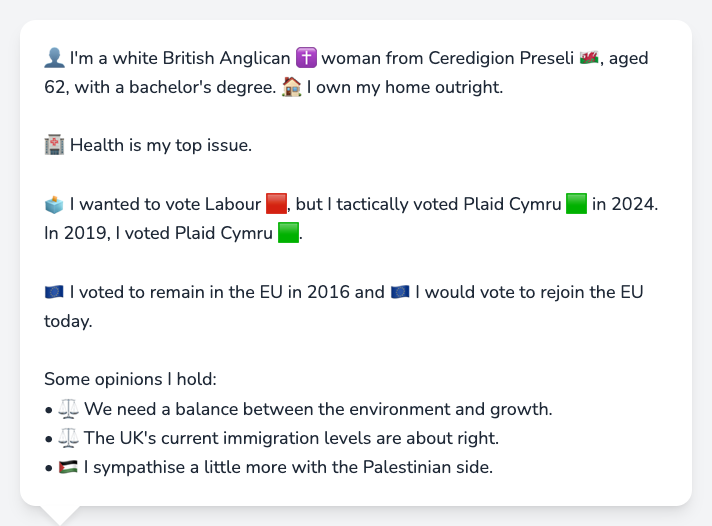 👤 I'm a white British Anglican ✝️ woman from Ceredigion Preseli 🏴󠁧󠁢󠁷󠁬󠁳󠁿, aged
62, with a bachelor's degree. 🏠 I own my home outright.
🏥 Health is my top issue.
🗳️ I wanted to vote Labour 🟥, but I tactically voted Plaid Cymru 🟩 in 2024.
In 2019, I voted Plaid Cymru 🟩.
🇪🇺 I voted to remain in the EU in 2016 and 🇪🇺 I would vote to rejoin the EU
today.
Some opinions I hold:
• ⚖️ We need a balance between the environment and growth.
• ⚖️ The UK's current immigration levels are about right.
• 🇵🇸 I sympathise a little more with the Palestinian side.